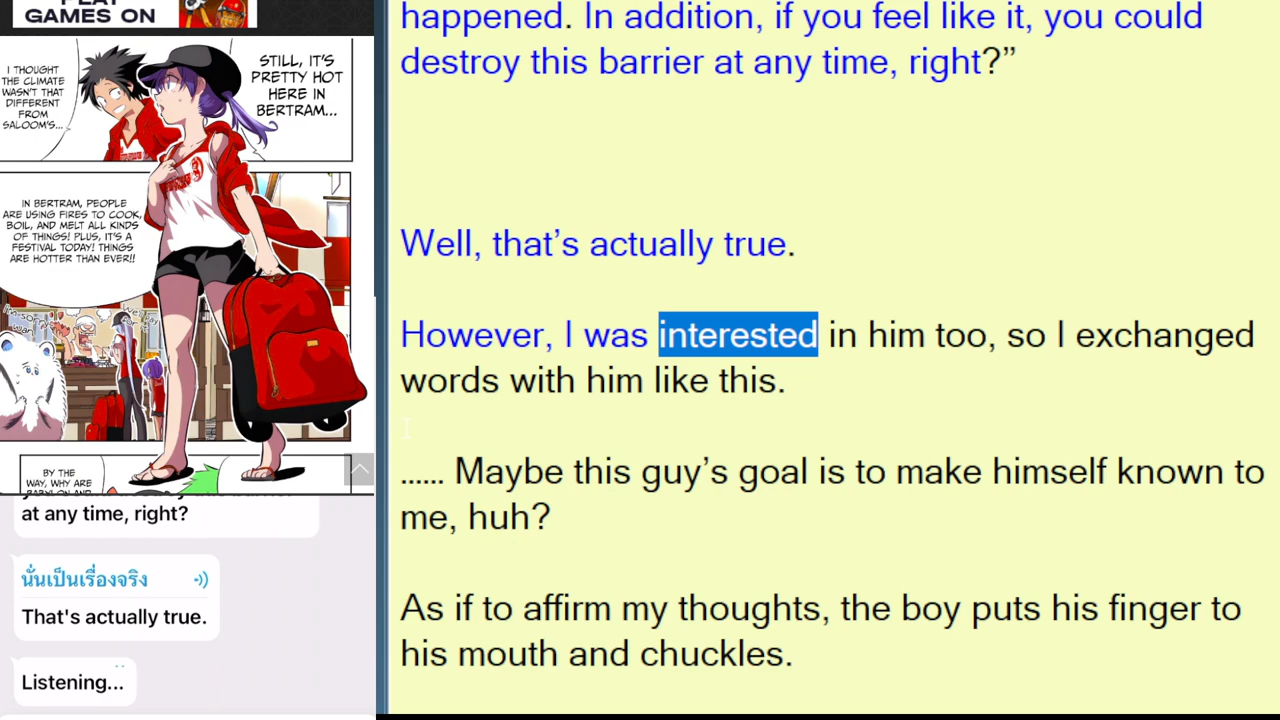 PLAY
GAMES ON
I THOUGHT
THE CLIMATE
WASN'T THAT
DIFFERENT
FROM
SALOOM'S...
STILL, IT'S
PRETTY HOT
HERE IN
BERTRAM...
IN BERTRAM, PEOPLE
ARE USING FIRES TO COOK,
BOIL, AND MELT ALL KINDS
OF THINGS! PLUS, IT'S A
FESTIVAL TODAY! THINGS
ARE HOTTER THAN EVER!!
BY THE
WAY, WHY ARE
BABYLON AND
at any time, right?
นั่นเป็นเรื่องจริง
That's actually true.
Listening...
happened. In addition, if you feel like it, you could
destroy this barrier at any time, right?”
Well, that’s actually true.
However, I was interested in him too, so I exchanged
words with him like this.
...... Maybe this guy’s goal is to make himself known to
me, huh?
As if to affirm my thoughts, the boy puts his finger to
his mouth and chuckles.